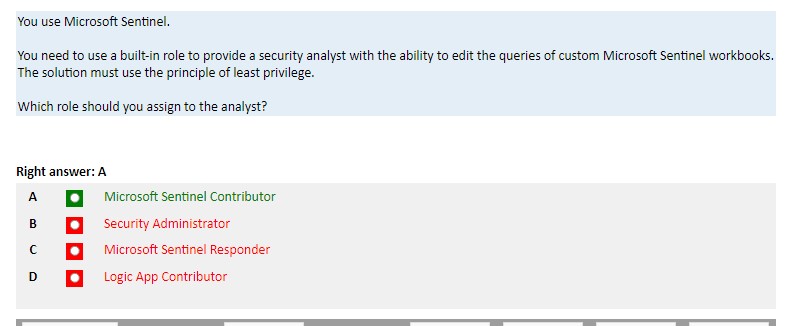 You use Microsoft Sentinel.
You need to use a built-in role to provide a security analyst with the ability to edit the queries of custom Microsoft Sentinel workbooks.
The solution must use the principle of least privilege.
Which role should you assign to the analyst?
Right answer: A
A Microsoft Sentinel Contributor
B Security Administrator
C Microsoft Sentinel Responder
D Logic App Contributor